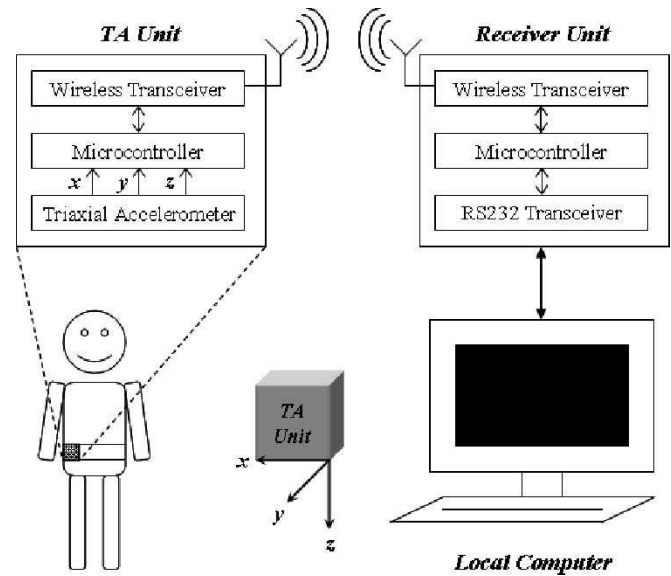 TA Unit
Wireless Transceiver
Microcontroller
x y z
Triaxial Accelerometer
Receiver Unit
Wireless Transceiver
Microcontroller
RS232 Transceiver
TA
Unit
x
y
z
Local Computer